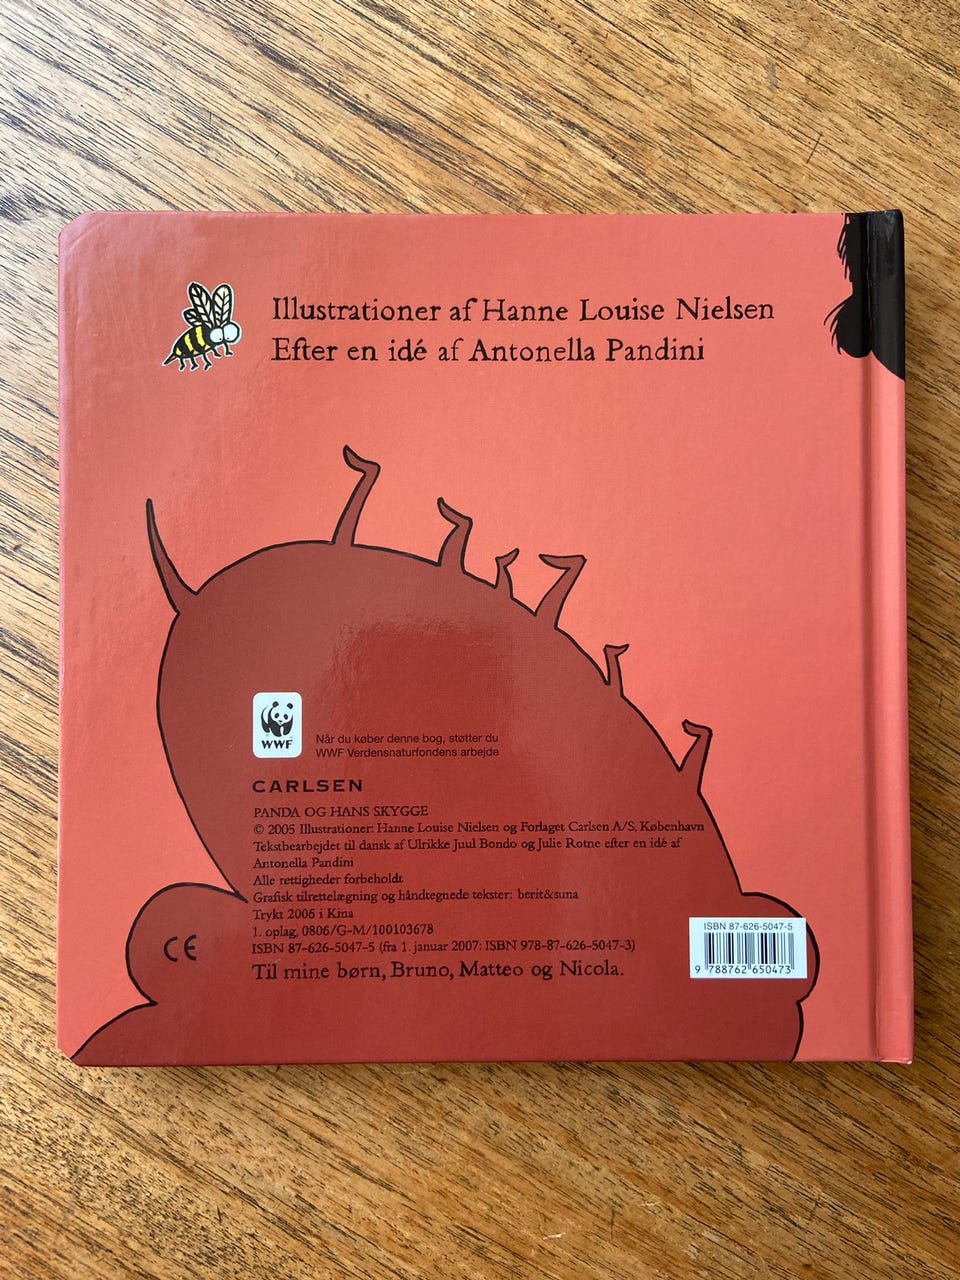 Illustrationer af Hanne Louise Nielsen
Efter en idé af Antonella Pandini
WWF
Når du køber denne bog, støtter du
WWF Verdensnaturfondens arbejde
CARLSEN
PANDA OG HANS SKYGGE
© 2005 Illustrationer: Hanne Louise Nielsen og Forlaget Carlsen A/S, København
Tekstbearbejdet til dansk af Ulrikke Juul Bondo og Julie Rotne efter en idé af
Antonella Pandini
Alle rettigheder forbeholdt
Grafisk tilrettelægning og håndtegnede tekster: berit&suna
Trykt 2006 i Kina
1. oplag, 0806/G-M/100103678
ISBN 87-626-5047-5 (fra 1. januar 2007: ISBN 978-87-626-5047-3)
Til mine børn, Bruno, Matteo og Nicola.
CE
ISBN 87-626-5047-5
9 788762 650473